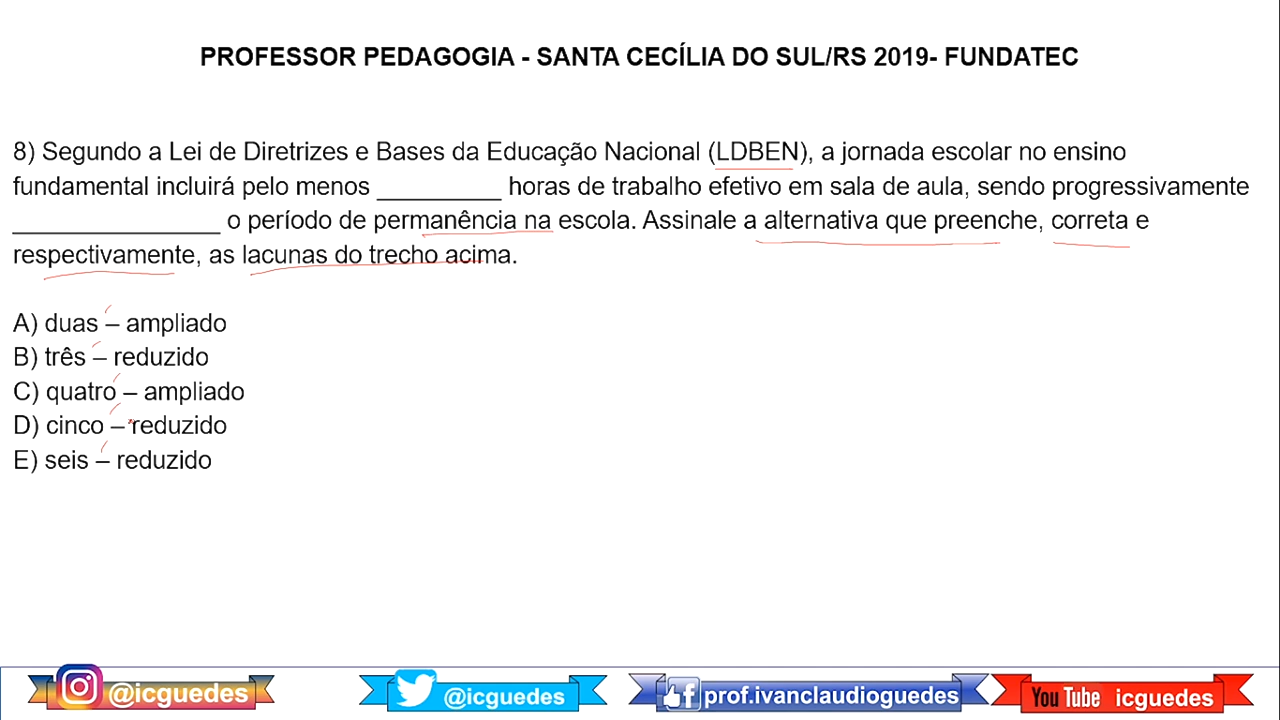 PROFESSOR PEDAGOGIA - SANTA CECÍLIA DO SUL/RS 2019- FUNDATEC
8) Segundo a Lei de Diretrizes e Bases da Educação Nacional (LDBEN), a jornada escolar no ensino
fundamental incluirá pelo menos _________ horas de trabalho efetivo em sala de aula, sendo progressivamente
_______________ o período de permanência na escola. Assinale a alternativa que preenche, correta e
respectivamente, as lacunas do trecho acima.
A) duas – ampliado
B) três – reduzido
C) quatro – ampliado
D) cinco – reduzido
E) seis – reduzido
@icguedes @icguedes prof.ivanclaudioguedes You Tube icguedes